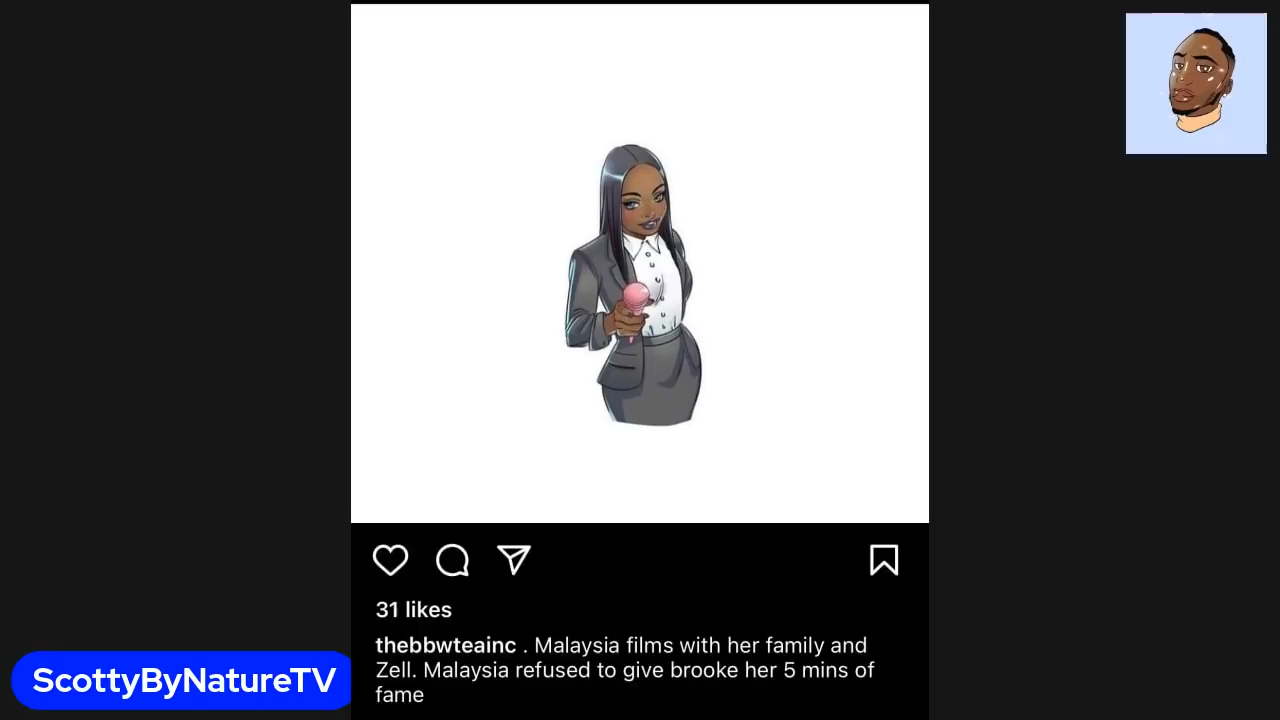 31 likes
thebbwteainc . Malaysia films with her family and
Zell. Malaysia refused to give brooke her 5 mins of
fame
ScottyByNatureTV